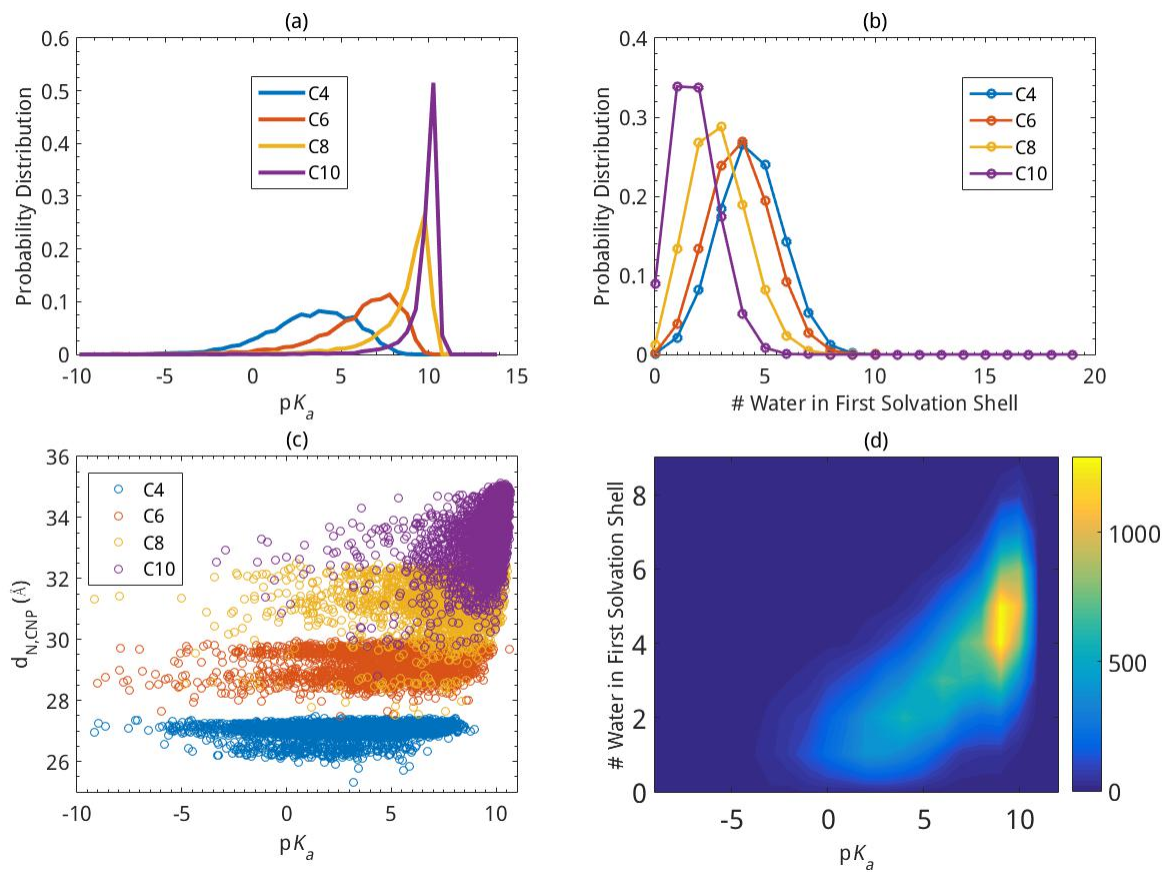 (a)
0.6
0.5
0.4
0.3
0.2
0.1
0
Probability Distribution
C4
C6
C8
C10
-10
-5
0
5
10
15
pKa
(b)
0.4
0.3
0.2
0.1
0
Probability Distribution
C4
C6
C8
C10
0
5
10
15
20
# Water in First Solvation Shell
(c)
36
34
32
30
28
26
dN,CNP (Å)
C4
C6
C8
C10
-10
-5
0
5
10
pKa
(d)
8
6
4
2
0
# Water in First Solvation Shell
-5
0
5
10
pKa
1000
500
0